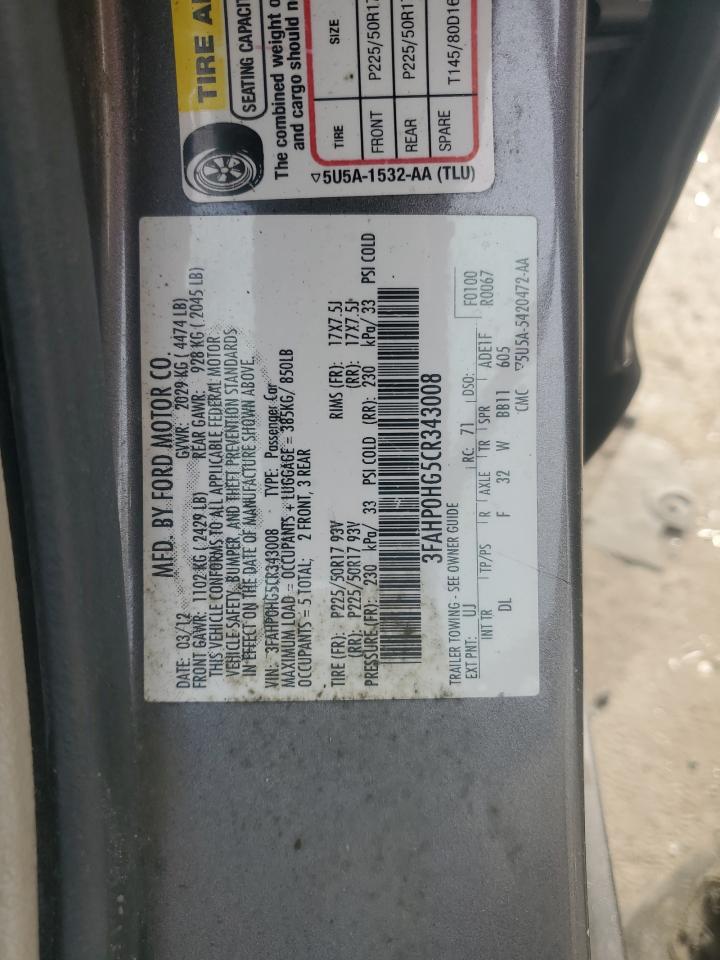 TIRE A
SEATING CAPACIT
The combined weight o
and cargo should n
TIRE SIZE
FRONT P225/50R17
REAR P225/50R17
SPARE T145/80D16
5U5A-1532-AA (TLU)
MFD. BY FORD MOTOR CO.
DATE: 03/12 GVWR: 2029 KG ( 4474 LB)
FRONT GAWR: 1102 KG ( 2429 LB) REAR GAWR: 928 KG ( 2045 LB)
THIS VEHICLE CONFORMS TO ALL APPLICABLE FEDERAL MOTOR
VEHICLE SAFETY, BUMPER, AND THEFT PREVENTION STANDARDS
IN EFFECT ON THE DATE OF MANUFACTURE SHOWN ABOVE.
VIN: 3FAHP0HG5CR343008 TYPE: Passenger Car
MAXIMUM LOAD = OCCUPANTS + LUGGAGE = 385KG/ 850LB
OCCUPANTS = 5 TOTAL; 2 FRONT, 3 REAR
TIRE (FR): P225/50R17 93V RIMS (FR): 17X7.5J
(RR): P225/50R17 93V (RR): 17X7.5J
PRESSURE (FR): 230 kPa/ 33 PSI COLD (RR): 230 kPa/ 33 PSI COLD
3FAHP0HG5CR343008
TRAILER TOWING - SEE OWNER GUIDE F0100
EXT PNT: UJ RC: 71 DSO: R0067
INT TR TP/PS R AXLE TR SPR ADE1F
DL F 32 W BB11 605
CMC 5U5A-5420472-AA